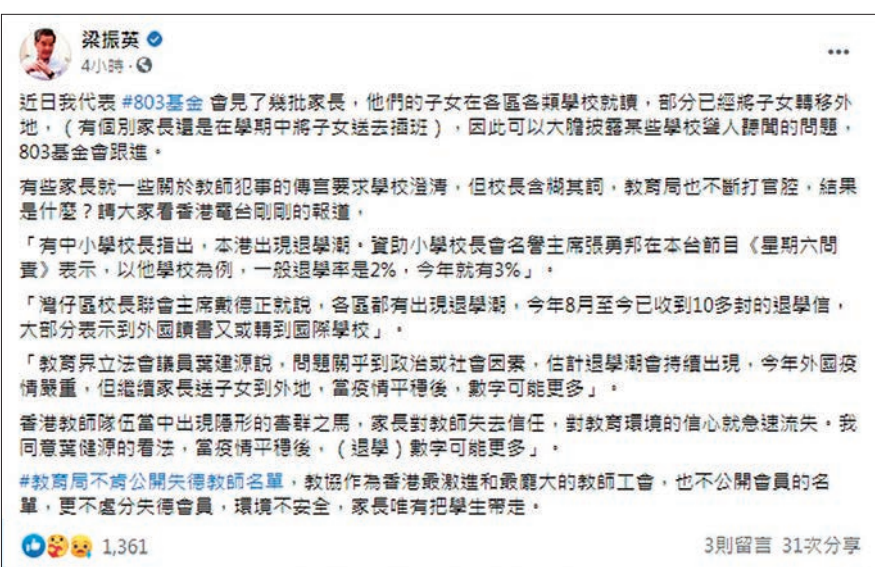 梁振英
4小時 ·
近日我代表 #803基金 會見了幾批家長，他們的子女在各區各類學校就讀，部分已經將子女轉移外
地，（有個別家長還是在學期中將子女送去插班），因此可以大膽披露某些學校聳人聽聞的問題，
803基金會跟進。
有些家長就一些關於教師犯事的傳言要求學校澄清，但校長含糊其詞，教育局也不斷打官腔，結果
是什麼？請大家看香港電台剛剛的報道，
「有中小學校長指出，本港出現退學潮。資助小學校長會名譽主席張勇邦在本台節目《星期六問
責》表示，以他學校為例，一般退學率是2%，今年就有3%」。
「灣仔區校長聯會主席戴德正就說，各區都有出現退學潮，今年8月至今已收到10多封的退學信，
大部分表示到外國讀書又或轉到國際學校」。
「教育界立法會議員葉建源說，問題關乎到政治或社會因素，估計退學潮會持續出現，今年外國疫
情嚴重，但繼續家長送子女到外地，當疫情平穩後，數字可能更多」。
香港教師隊伍當中出現隱形的害群之馬，家長對教師失去信任，對教育環境的信心就急速流失。我
同意葉健源的看法，當疫情平穩後，（退學）數字可能更多」。
#教育局不肯公開失德教師名單，教協作為香港最激進和最龐大的教師工會，也不公開會員的名
單，更不處分失德會員，環境不安全，家長唯有把學生帶走。
1,361 3則留言 31次分享